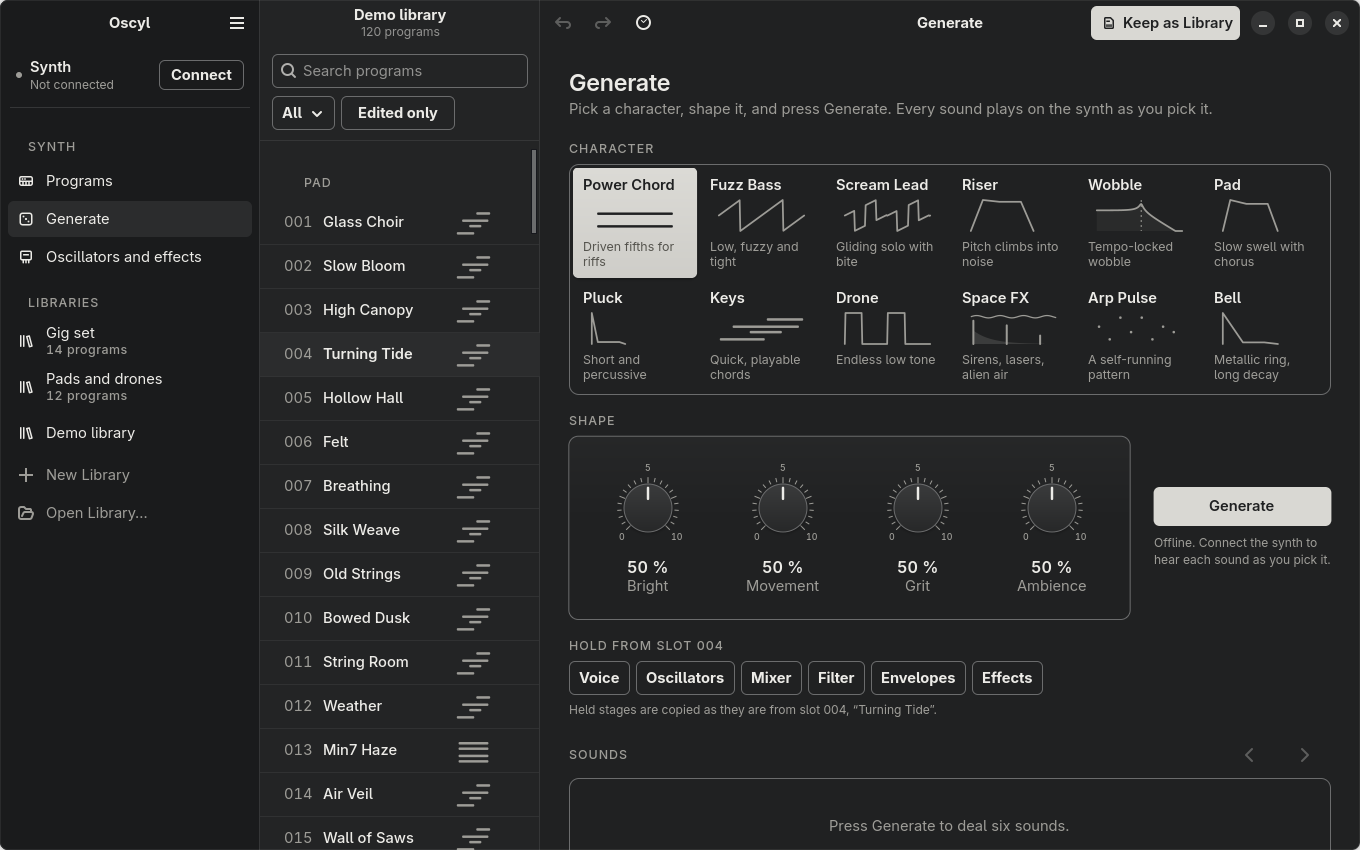 Oscyl
Synth
Not connected
Connect
SYNTH
Programs
Generate
Oscillators and effects
LIBRARIES
Gig set
14 programs
Pads and drones
12 programs
Demo library
New Library
Open Library…
Demo library
120 programs
Search programs
All
Edited only
PAD
001 Glass Choir
002 Slow Bloom
003 High Canopy
004 Turning Tide
005 Hollow Hall
006 Felt
007 Breathing
008 Silk Weave
009 Old Strings
010 Bowed Dusk
011 String Room
012 Weather
013 Min7 Haze
014 Air Veil
015 Wall of Saws
Generate
Keep as Library
Generate
Pick a character, shape it, and press Generate. Every sound plays on the synth as you pick it.
CHARACTER
Power Chord
Driven fifths for
riffs
Fuzz Bass
Low, fuzzy and
tight
Scream Lead
Gliding solo with
bite
Riser
Pitch climbs into
noise
Wobble
Tempo-locked
wobble
Pad
Slow swell with
chorus
Pluck
Short and
percussive
Keys
Quick, playable
chords
Drone
Endless low tone
Space FX
Sirens, lasers,
alien air
Arp Pulse
A self-running
pattern
Bell
Metallic ring,
long decay
SHAPE
5 5 5 5
0 10 0 10 0 10 0 10
50 % 50 % 50 % 50 %
Bright Movement Grit Ambience
Generate
Offline. Connect the synth to
hear each sound as you pick it.
HOLD FROM SLOT 004
Voice Oscillators Mixer Filter Envelopes Effects
Held stages are copied as they are from slot 004, “Turning Tide”.
SOUNDS
Press Generate to deal six sounds.